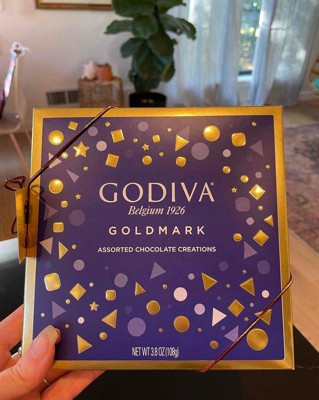 GODIVA
Belgium 1926
GOLDMARK
ASSORTED CHOCOLATE CREATIONS
NET WT 3.8 OZ (108g)